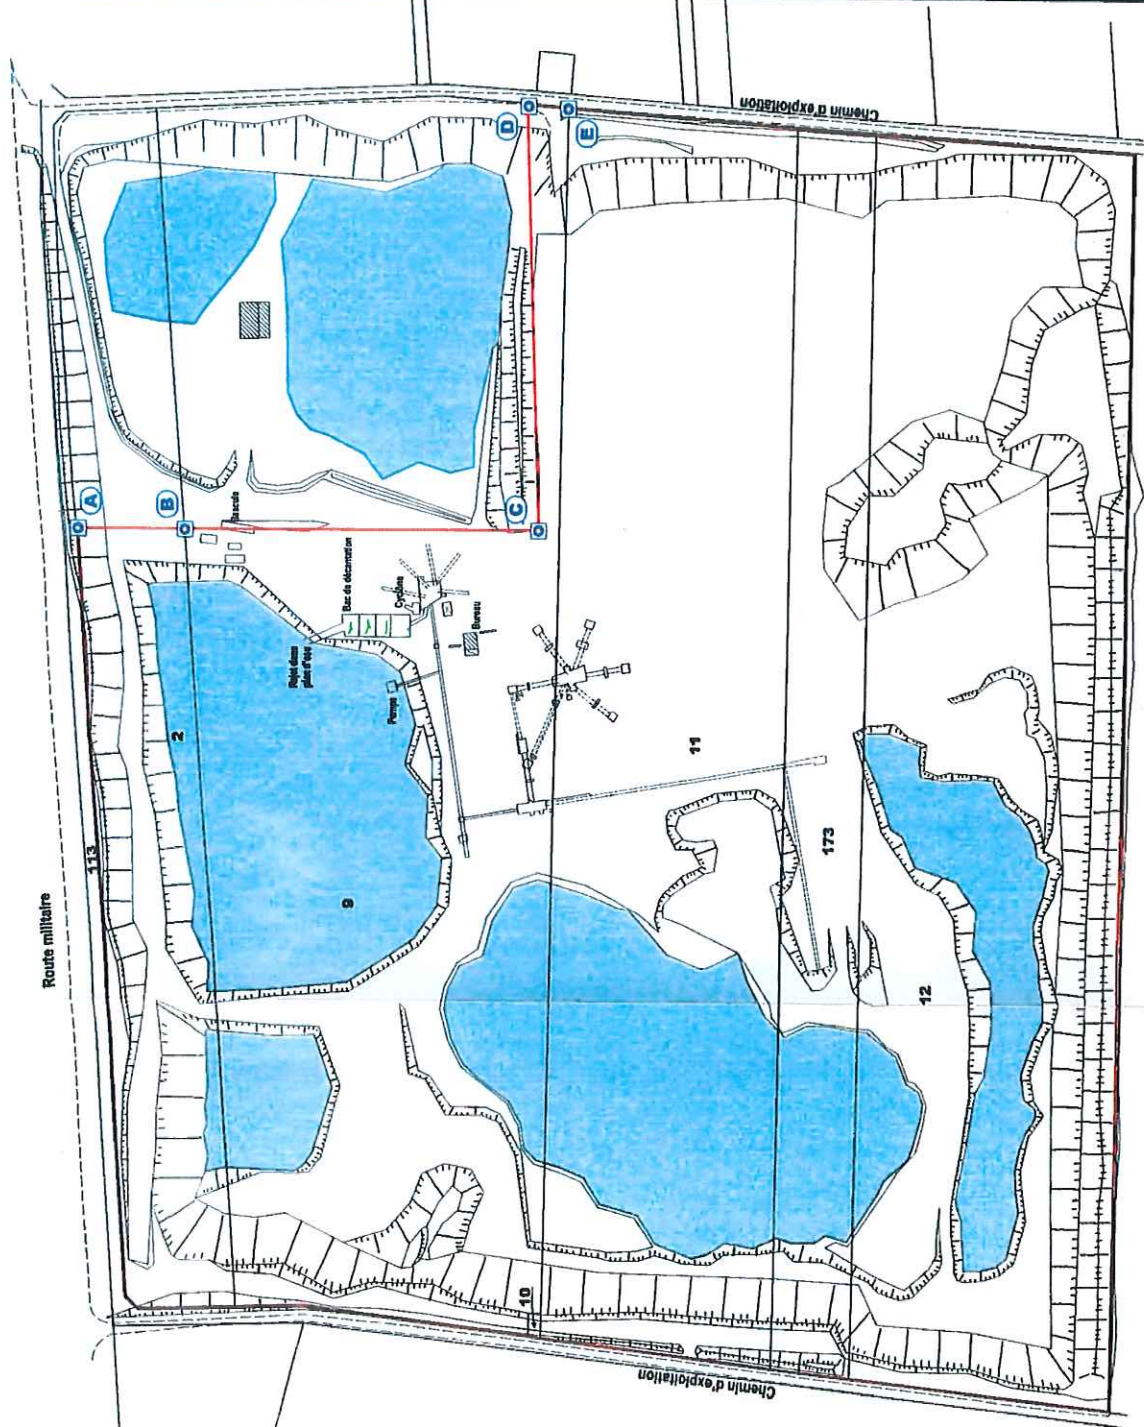 Chemin d'exploitation
D
E
A
B
C
Bascule
Bac de décantation
Cyclône
Bureau
Rejet dans
plan d'eau
Pompe
2
11
113
9
173
Route militaire
12
10
Chemin d'exploitation